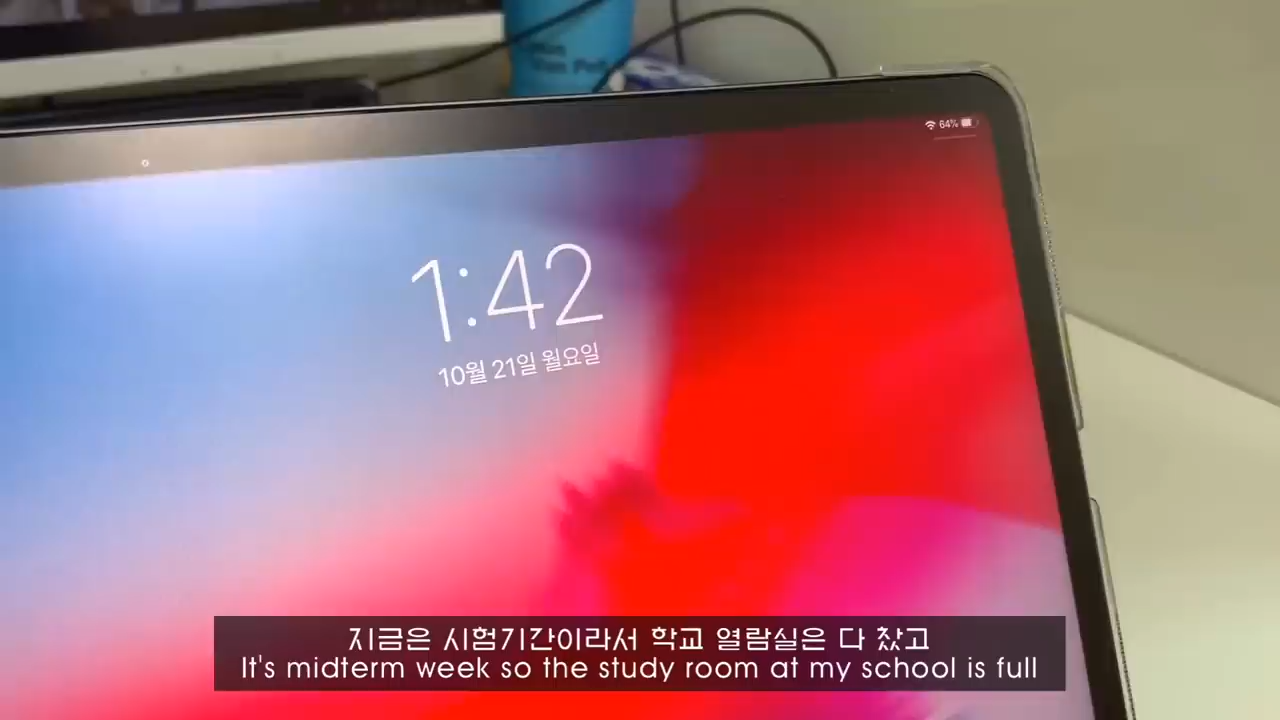 64%
1:42
10월 21일 월요일
지금은 시험기간이라서 학교 열람실은 다 찼고
It's midterm week so the study room at my school is full